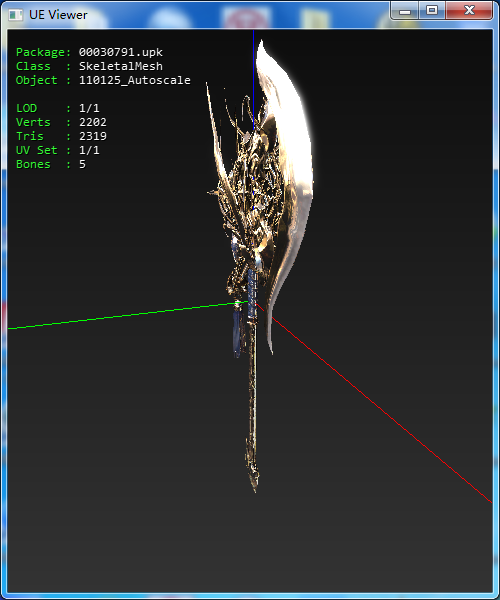 UE Viewer
Package: 00030791.upk
Class : SkeletalMesh
Object : 110125_Autoscale
LOD : 1/1
Verts : 2202
Tris : 2319
UV Set : 1/1
Bones : 5